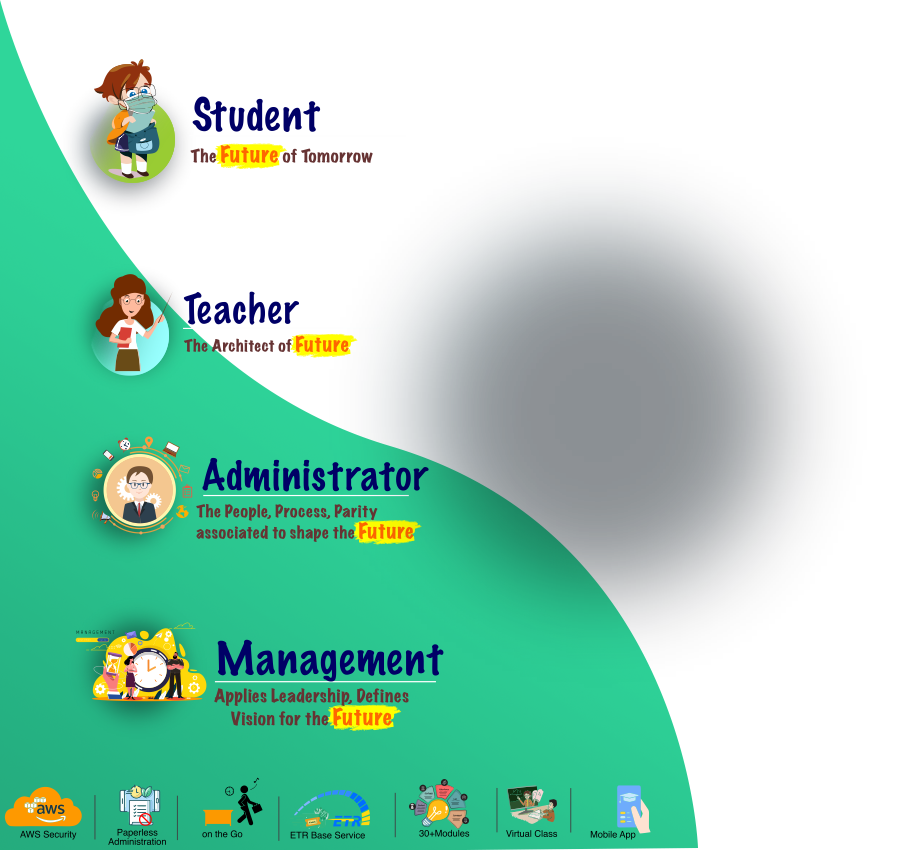 Student
The Future of Tomorrow
Teacher
The Architect of Future
Administrator
The People, Process, Parity
associated to shape the Future
MANAGEMENT
Management
Applies Leadership, Defines
Vision for the Future
aws
AWS Security
Paperless
Administration
on the Go
ETR
ETR Base Service
30+Modules
Virtual Class
Mobile App